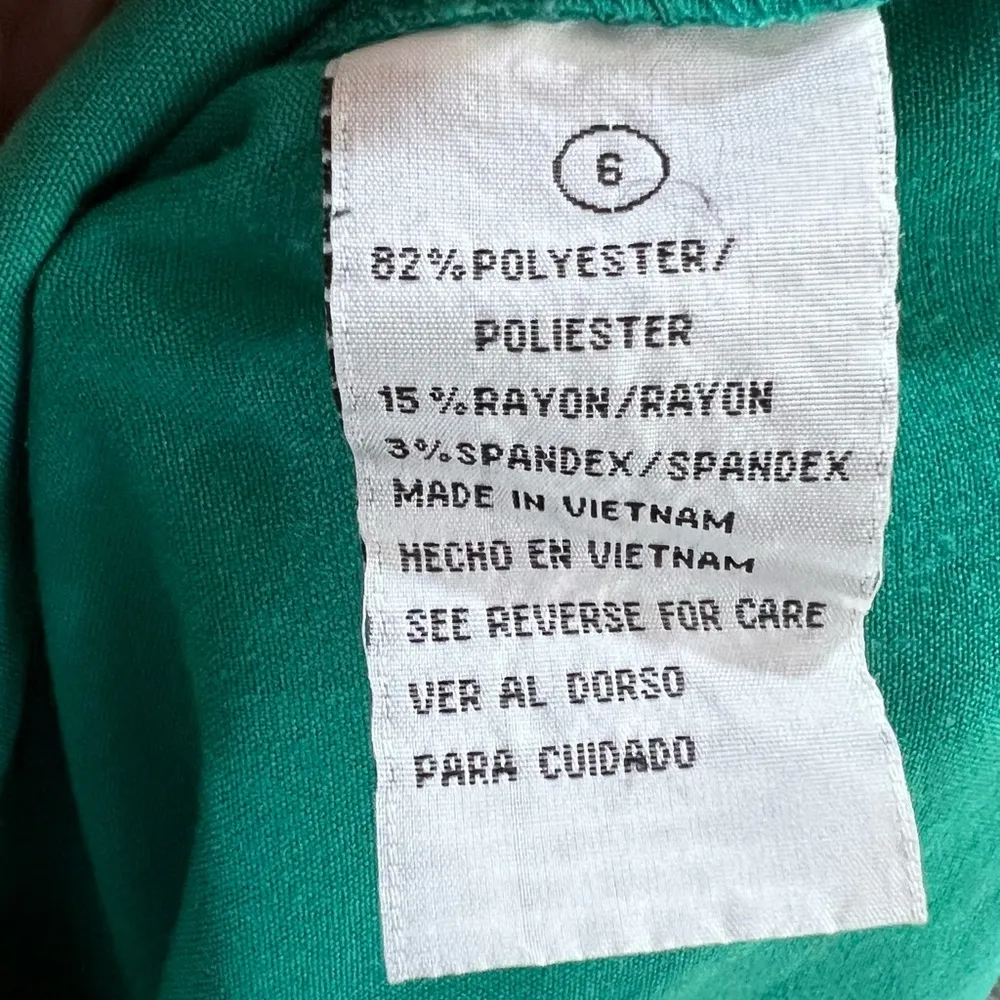 6
82% POLYESTER/
POLIESTER
15% RAYON/RAYON
3% SPANDEX/SPANDEX
MADE IN VIETNAM
HECHO EN VIETNAM
SEE REVERSE FOR CARE
VER AL DORSO
PARA CUIDADO